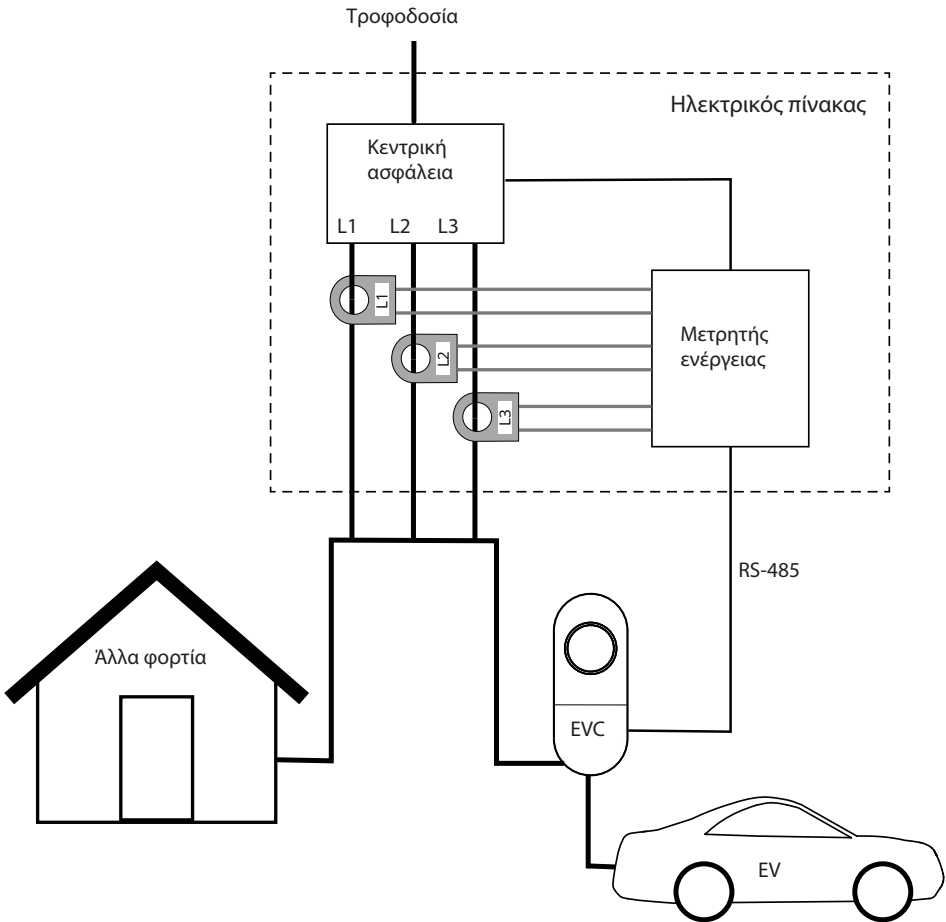 Τροφοδοσία
Ηλεκτρικός πίνακας
Κεντρική
ασφάλεια
L1 L2 L3
L1
L2
L3
Μετρητής
ενέργειας
RS-485
Άλλα φορτία
EVC
EV